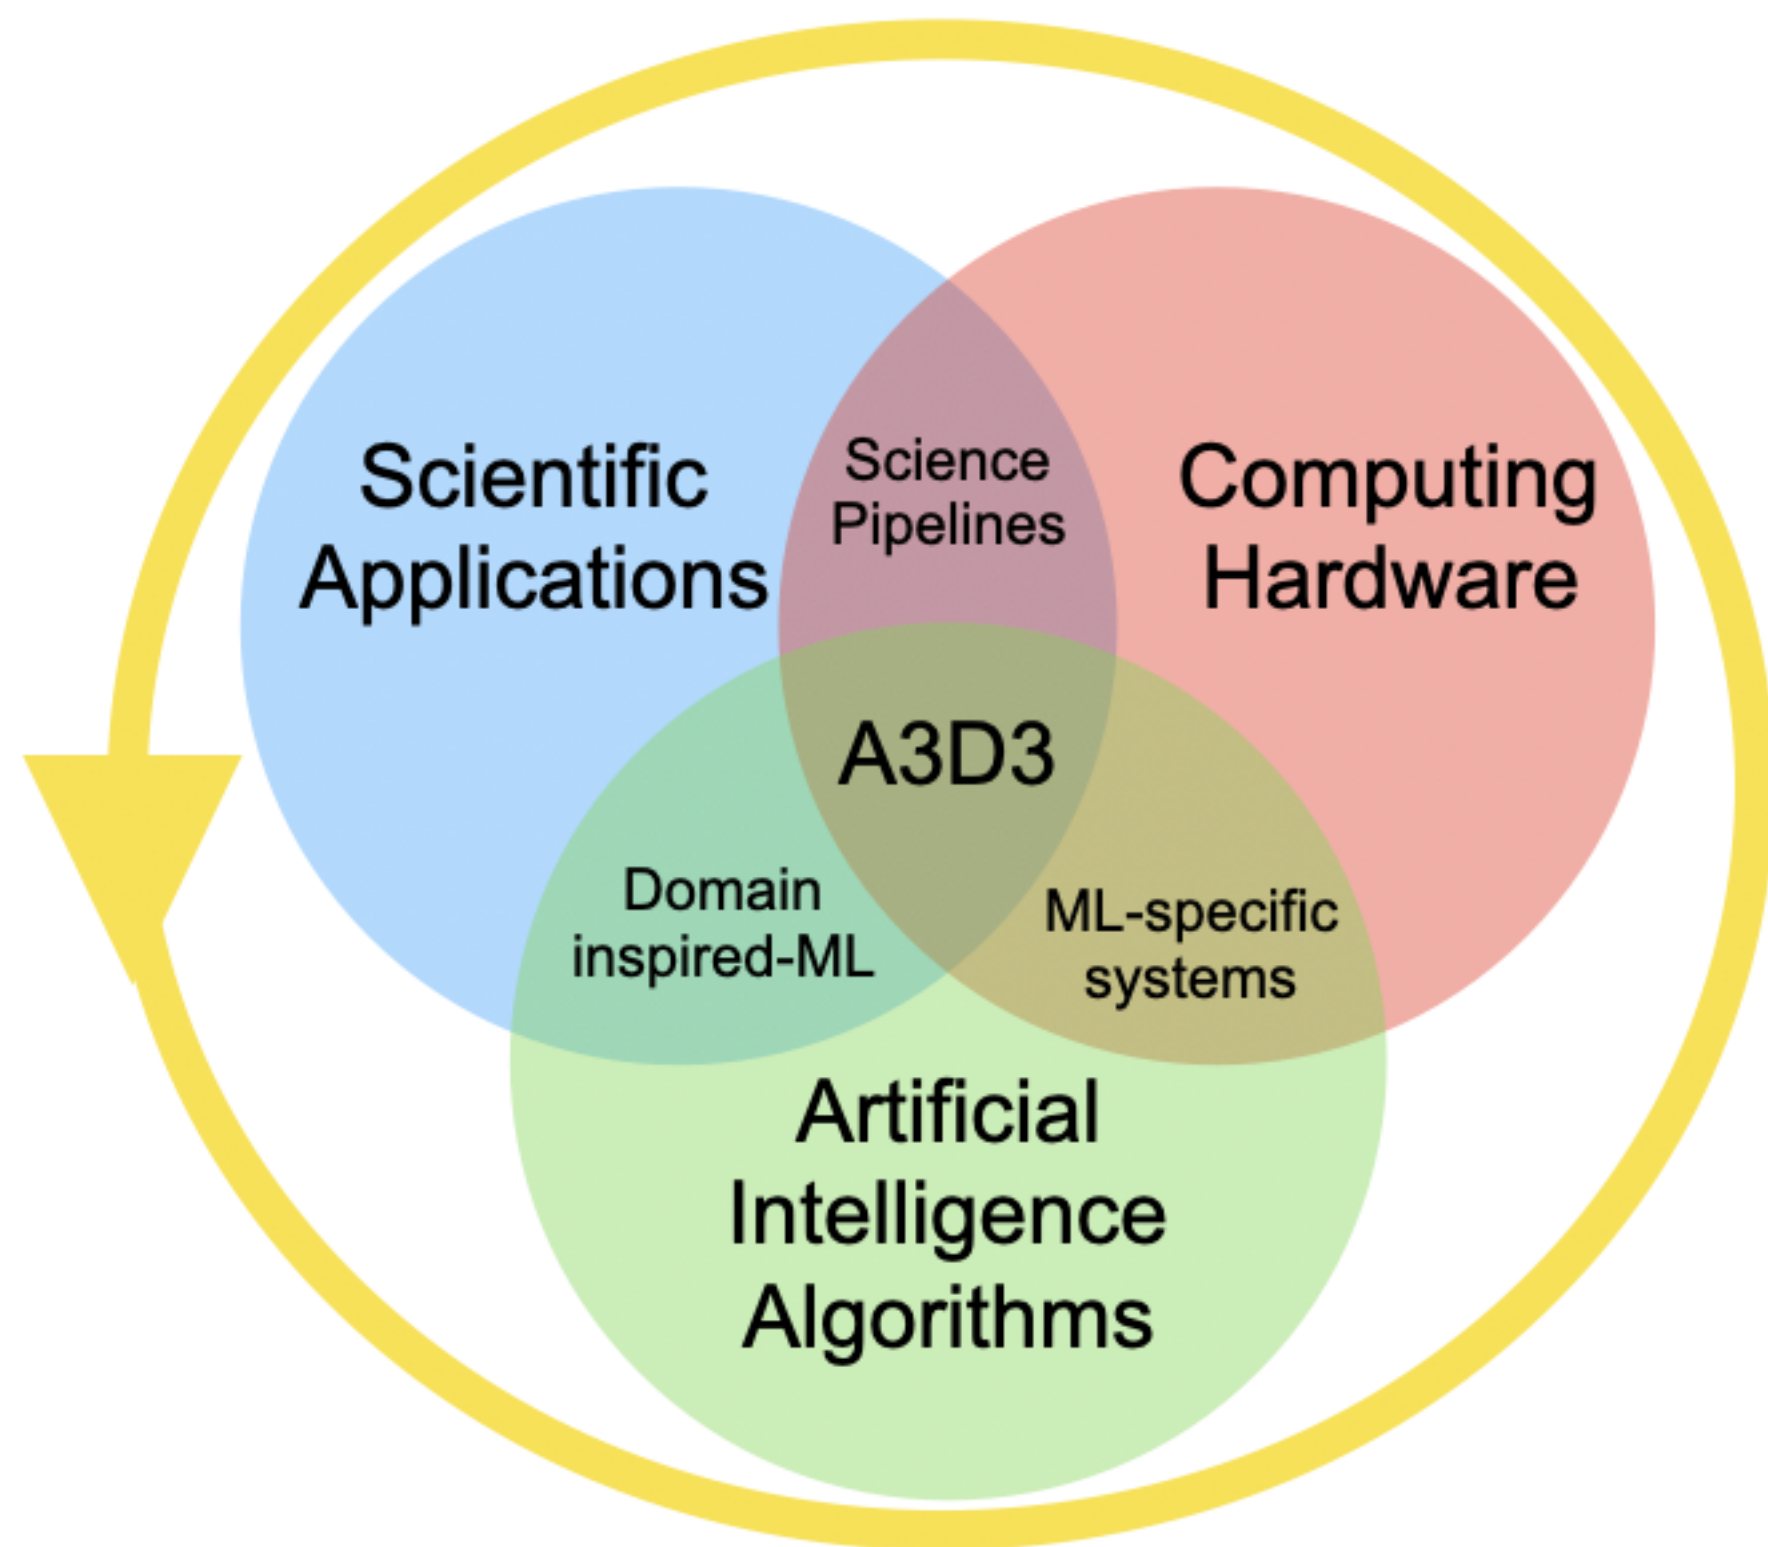 Scientific
Applications
Science
Pipelines
Computing
Hardware
A3D3
Domain
inspired-ML
ML-specific
systems
Artificial
Intelligence
Algorithms